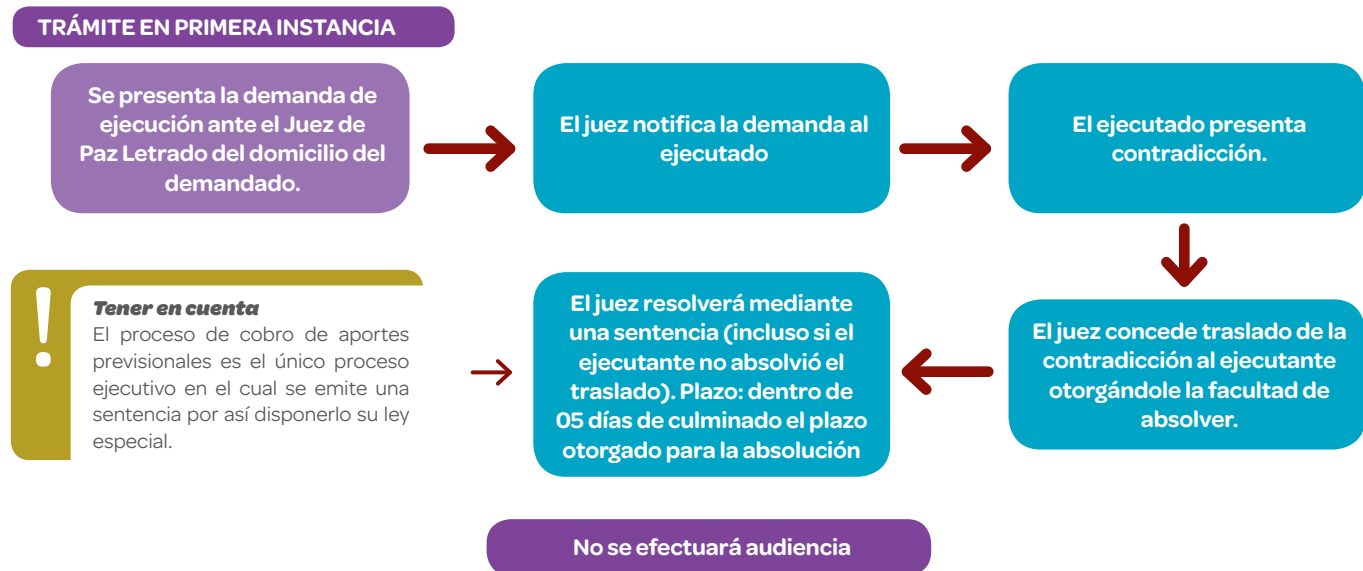 TRÁMITE EN PRIMERA INSTANCIA
Se presenta la demanda de
ejecución ante el Juez de
Paz Letrado del domicilio del
demandado.
El juez notifica la demanda al
ejecutado
El ejecutado presenta
contradicción.
El juez concede traslado de la
contradicción al ejecutante
otorgándole la facultad de
absolver.
El juez resolverá mediante
una sentencia (incluso si el
ejecutante no absolvió el
traslado). Plazo: dentro de
05 días de culminado el plazo
otorgado para la absolución
!
Tener en cuenta
El proceso de cobro de aportes
previsionales es el único proceso
ejecutivo en el cual se emite una
sentencia por así disponerlo su ley
especial.
No se efectuará audiencia